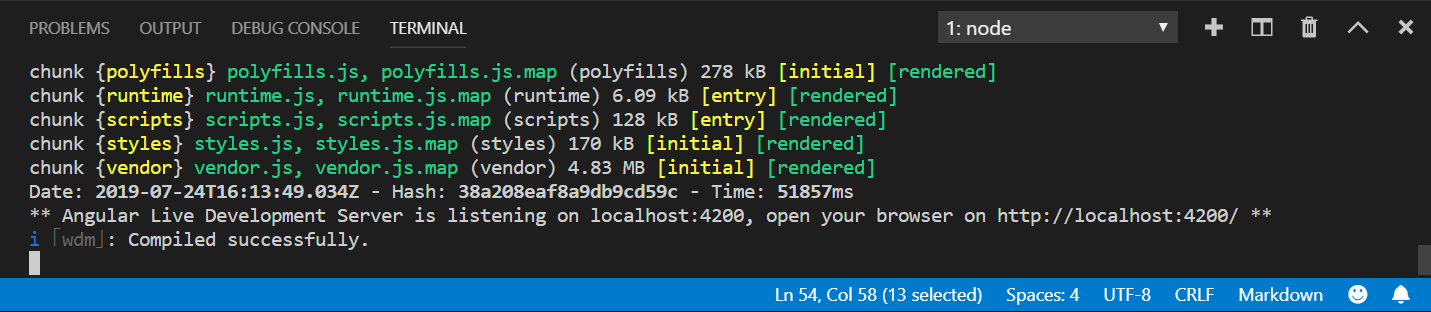 PROBLEMS OUTPUT DEBUG CONSOLE TERMINAL 1: node
chunk {polyfills} polyfills.js, polyfills.js.map (polyfills) 278 kB [initial] [rendered]
chunk {runtime} runtime.js, runtime.js.map (runtime) 6.09 kB [entry] [rendered]
chunk {scripts} scripts.js, scripts.js.map (scripts) 128 kB [entry] [rendered]
chunk {styles} styles.js, styles.js.map (styles) 170 kB [initial] [rendered]
chunk {vendor} vendor.js, vendor.js.map (vendor) 4.83 MB [initial] [rendered]
Date: 2019-07-24T16:13:49.034Z - Hash: 38a208eaf8a9db9cd59c - Time: 51857ms
** Angular Live Development Server is listening on localhost:4200, open your browser on http://localhost:4200/ **
i ｢wdm｣: Compiled successfully.
Ln 54, Col 58 (13 selected) Spaces: 4 UTF-8 CRLF Markdown